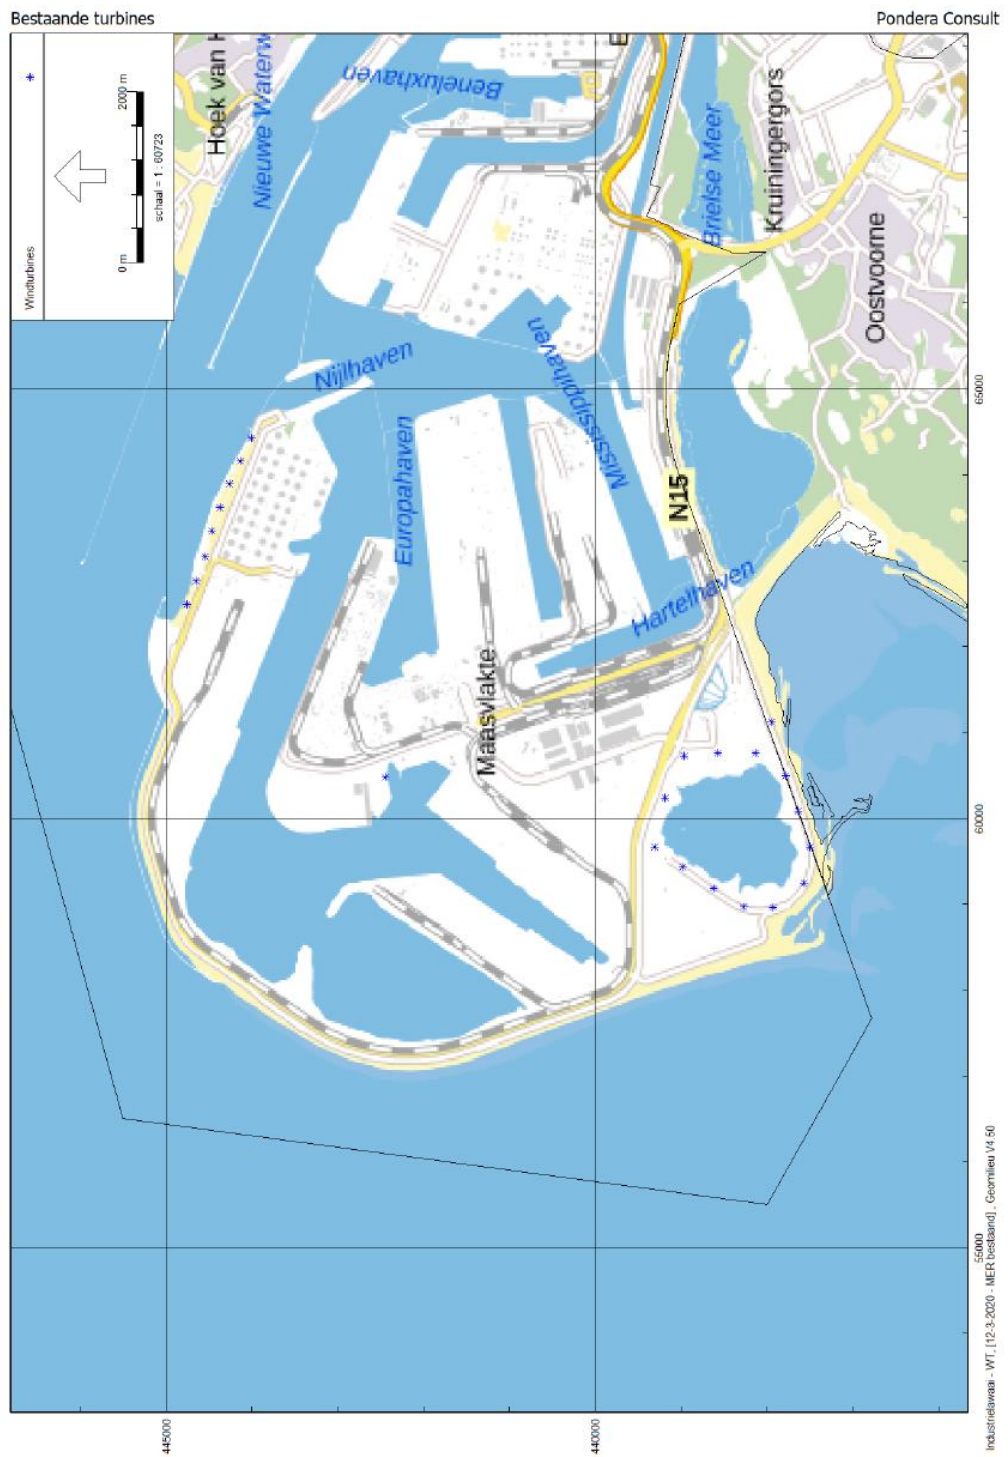 Bestaande turbines
Pondera Consult
Windturbines
0 m
2000 m
schaal = 1 : 60723
Hoek van H
Nieuwe Waterw
Beneluxhaven
Brielse Meer
Kruiningergors
Oostvoorne
Nijlhaven
Mississippihaven
Europahaven
N15
Hartelhaven
Maasvlakte
65000
60000
55000
445000
440000
Industrielawaai - WT, [12-3-2020 - MER bestaand] , Geomilieu V4.50